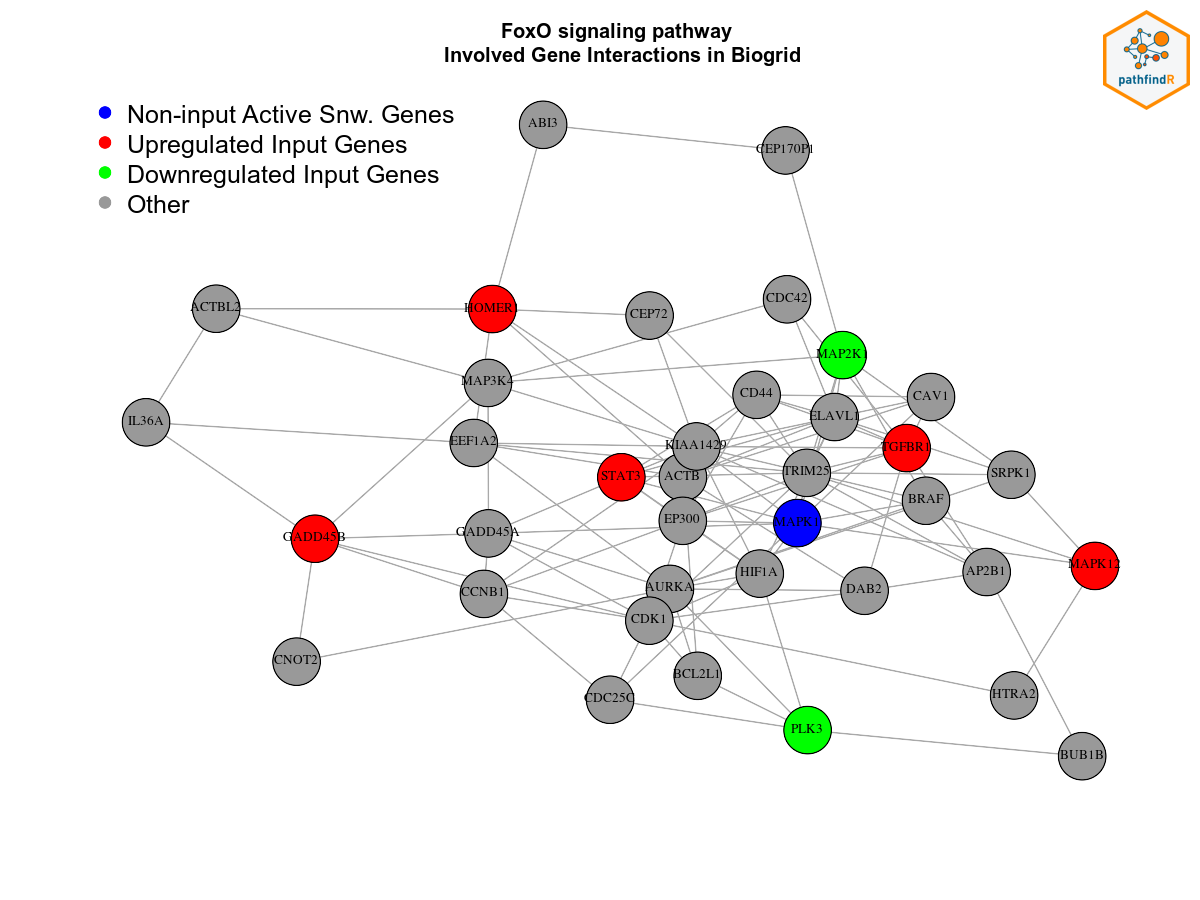 FoxO signaling pathway
Involved Gene Interactions in Biogrid
pathfindR
Non-input Active Snw. Genes
Upregulated Input Genes
Downregulated Input Genes
Other
ABI3
CEP170P1
ACTBL2
HOMER1
CEP72
CDC42
MAP2K1
MAP3K4
CD44
CAV1
ELAVL1
IL36A
EEF1A2
KIAA1429
TGFBR1
STAT3
ACTB
TRIM25
SRPK1
BRAF
EP300
MAPK1
GADD45A
GADD45B
HIF1A
AP2B1
MAPK12
AURKA
DAB2
CCNB1
CDK1
CNOT2
BCL2L1
CDC25C
HTRA2
PLK3
BUB1B